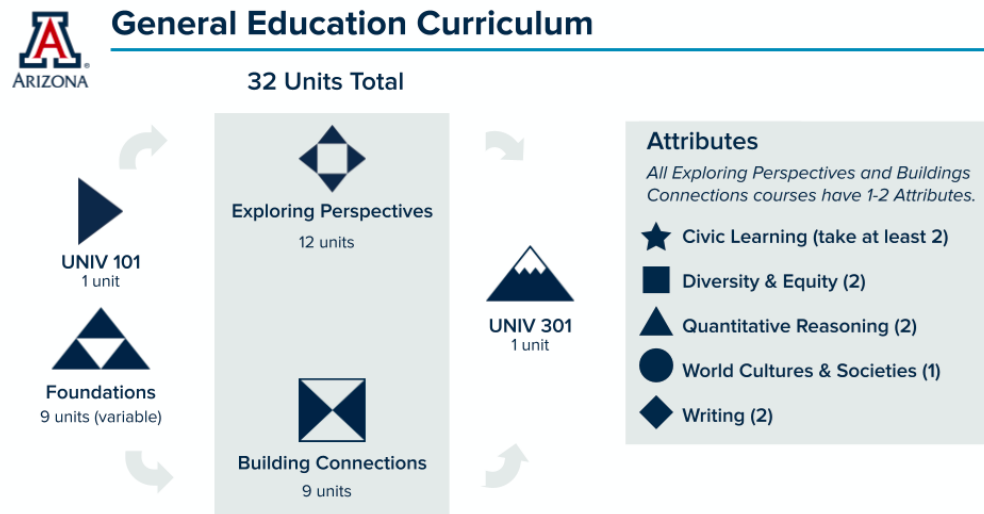 General Education Curriculum
ARIZONA
32 Units Total
UNIV 101
1 unit
Foundations
9 units (variable)
Exploring Perspectives
12 units
Building Connections
9 units
UNIV 301
1 unit
Attributes
All Exploring Perspectives and Buildings
Connections courses have 1-2 Attributes.
Civic Learning (take at least 2)
Diversity & Equity (2)
Quantitative Reasoning (2)
World Cultures & Societies (1)
Writing (2)